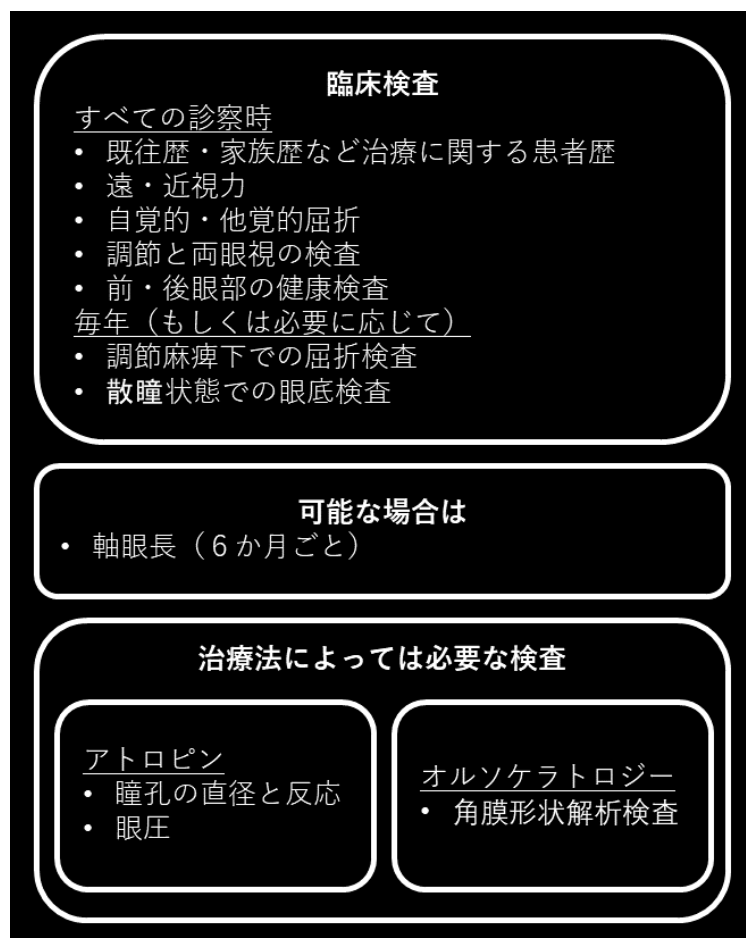 臨床検査
すべての診察時
• 既往歴・家族歴など治療に関する患者歴
• 遠・近視力
• 自覚的・他覚的屈折
• 調節と両眼視の検査
• 前・後眼部の健康検査
毎年（もしくは必要に応じて）
• 調節麻痺下での屈折検査
• 散瞳状態での眼底検査
可能な場合は
• 軸眼長（６か月ごと）
治療法によっては必要な検査
アトロピン
• 瞳孔の直径と反応
• 眼圧
オルソケラトロジー
• 角膜形状解析検査